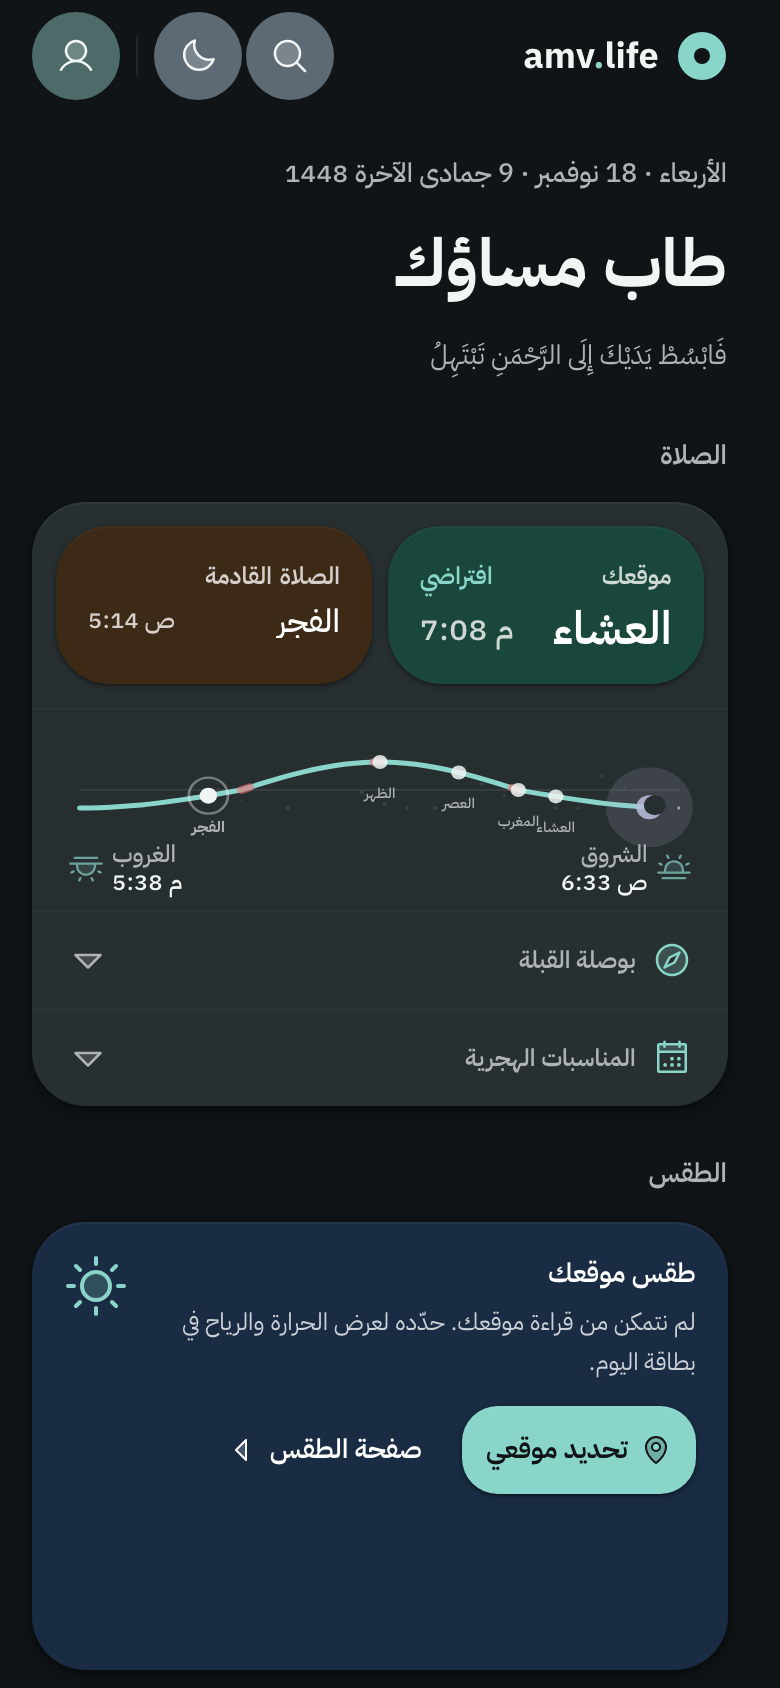 amv.life
الأربعاء · 18 نوفمبر · 9 جمادى الآخرة 1448
طاب مساؤك
فَابْسُطْ يَدَيْكَ إِلَى الرَّحْمَنِ تَبْتَهِلُ
الصلاة
موقعك افتراضي
العشاء 7:08 م
الصلاة القادمة
الفجر 5:14 ص
الظهر
العصر
المغرب
العشاء
الفجر
الشروق
6:33 ص
الغروب
5:38 م
بوصلة القبلة
المناسبات الهجرية
الطقس
طقس موقعك
لم نتمكن من قراءة موقعك. حدّده لعرض الحرارة والرياح في
بطاقة اليوم.
تحديد موقعي
صفحة الطقس